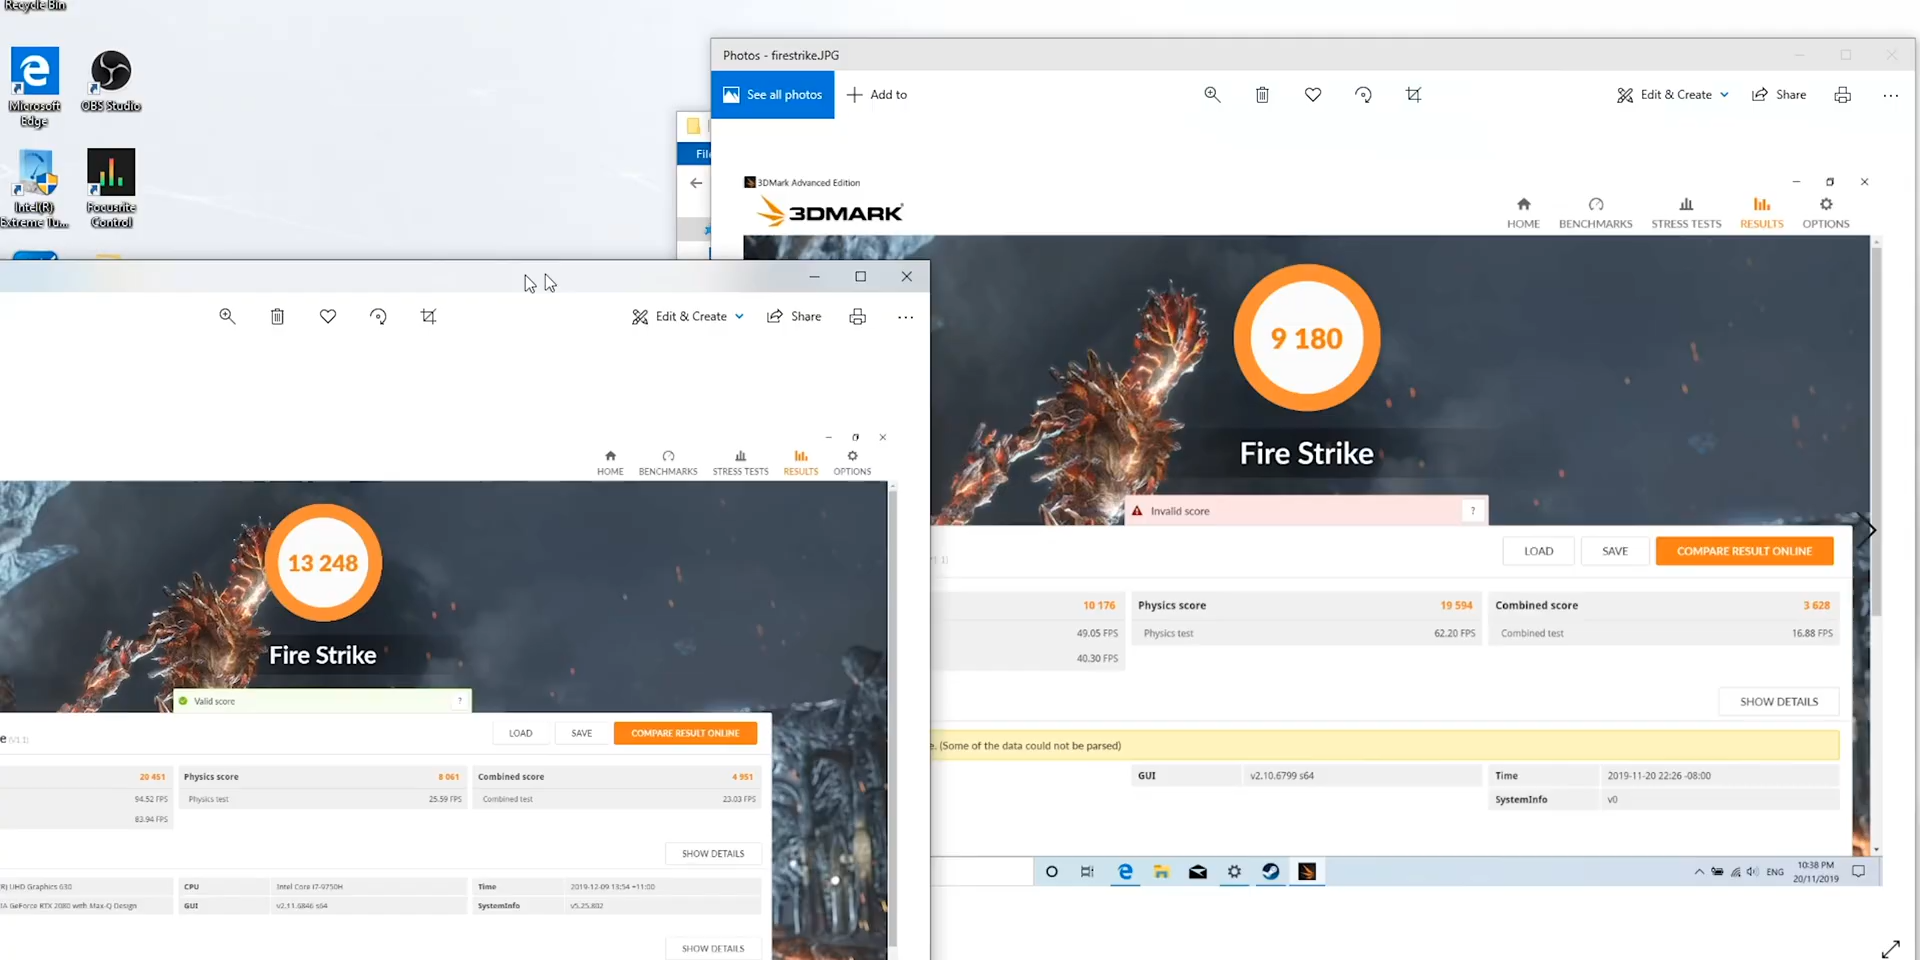 Recycle Bin
Microsoft
Edge
OBS Studio
Intel(R)
Extreme Tu...
Focusrite
Control
Photos - firestrike.JPG
See all photos
Add to
Edit & Create
Share
3DMark Advanced Edition
3DMARK
HOME
BENCHMARKS
STRESS TESTS
RESULTS
OPTIONS
9 180
Fire Strike
Invalid score
?
LOAD
SAVE
COMPARE RESULT ONLINE
10 176
49.05 FPS
40.30 FPS
Physics score 19 594
Physics test 62.20 FPS
Combined score 3 628
Combined test 16.88 FPS
SHOW DETAILS
e. (Some of the data could not be parsed)
GUI v2.10.6799 s64
Time 2019-11-20 22:26 -08:00
SystemInfo v0
ENG
10:38 PM
20/11/2019
Edit & Create
Share
HOME
BENCHMARKS
STRESS TESTS
RESULTS
OPTIONS
13 248
Fire Strike
Valid score
?
e (V1.1)
LOAD
SAVE
COMPARE RESULT ONLINE
20 451
94.52 FPS
83.94 FPS
Physics score 8 061
Physics test 25.59 FPS
Combined score 4 951
Combined test 23.03 FPS
SHOW DETAILS
R) UHD Graphics 630
IA GeForce RTX 2080 with Max-Q Design
CPU Intel Core i7-9750H
GUI v2.11.6846 s64
Time 2019-12-09 13:54 +11:00
SystemInfo v5.25.802
SHOW DETAILS